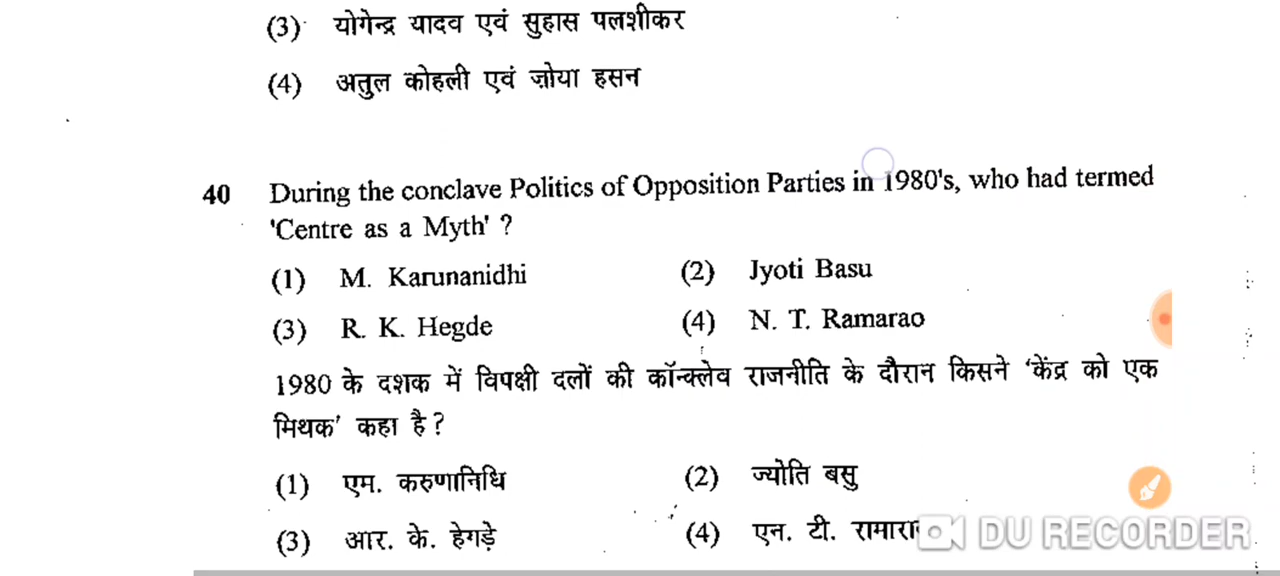 (3) योगेन्द्र यादव एवं सुहास पलशीकर
(4) अतुल कोहली एवं ज़ोया हसन
40 During the conclave Politics of Opposition Parties in 1980's, who had termed
'Centre as a Myth' ?
(1) M. Karunanidhi (2) Jyoti Basu
(3) R. K. Hegde (4) N. T. Ramarao
1980 के दशक में विपक्षी दलों की कॉन्क्लेव राजनीति के दौरान किसने 'केंद्र को एक
मिथक' कहा है ?
(1) एम. करुणानिधि (2) ज्योति बसु
(3) आर. के. हेगड़े (4) एन. टी.
DU RECORDER